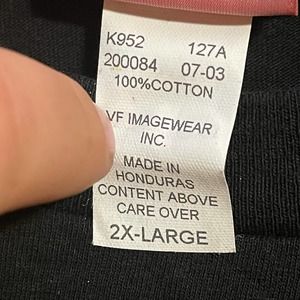 K952 127A
200084 07-03
100%COTTON
VF IMAGEWEAR
INC.
MADE IN
HONDURAS
CONTENT ABOVE
CARE OVER
2X-LARGE